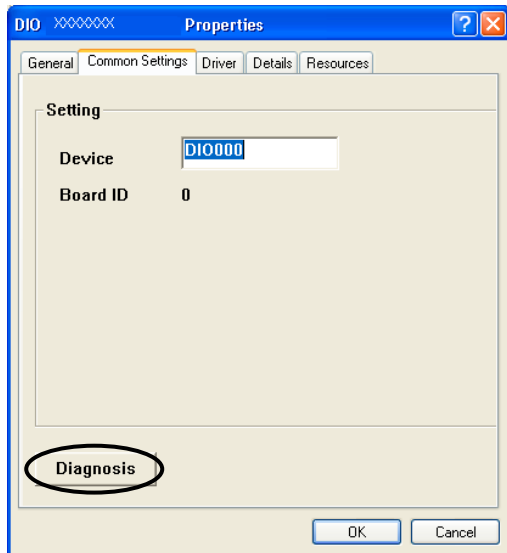 DIO XXXXXXX Properties
General Common Settings Driver Details Resources
Setting
Device DIO000
Board ID 0
Diagnosis
OK Cancel